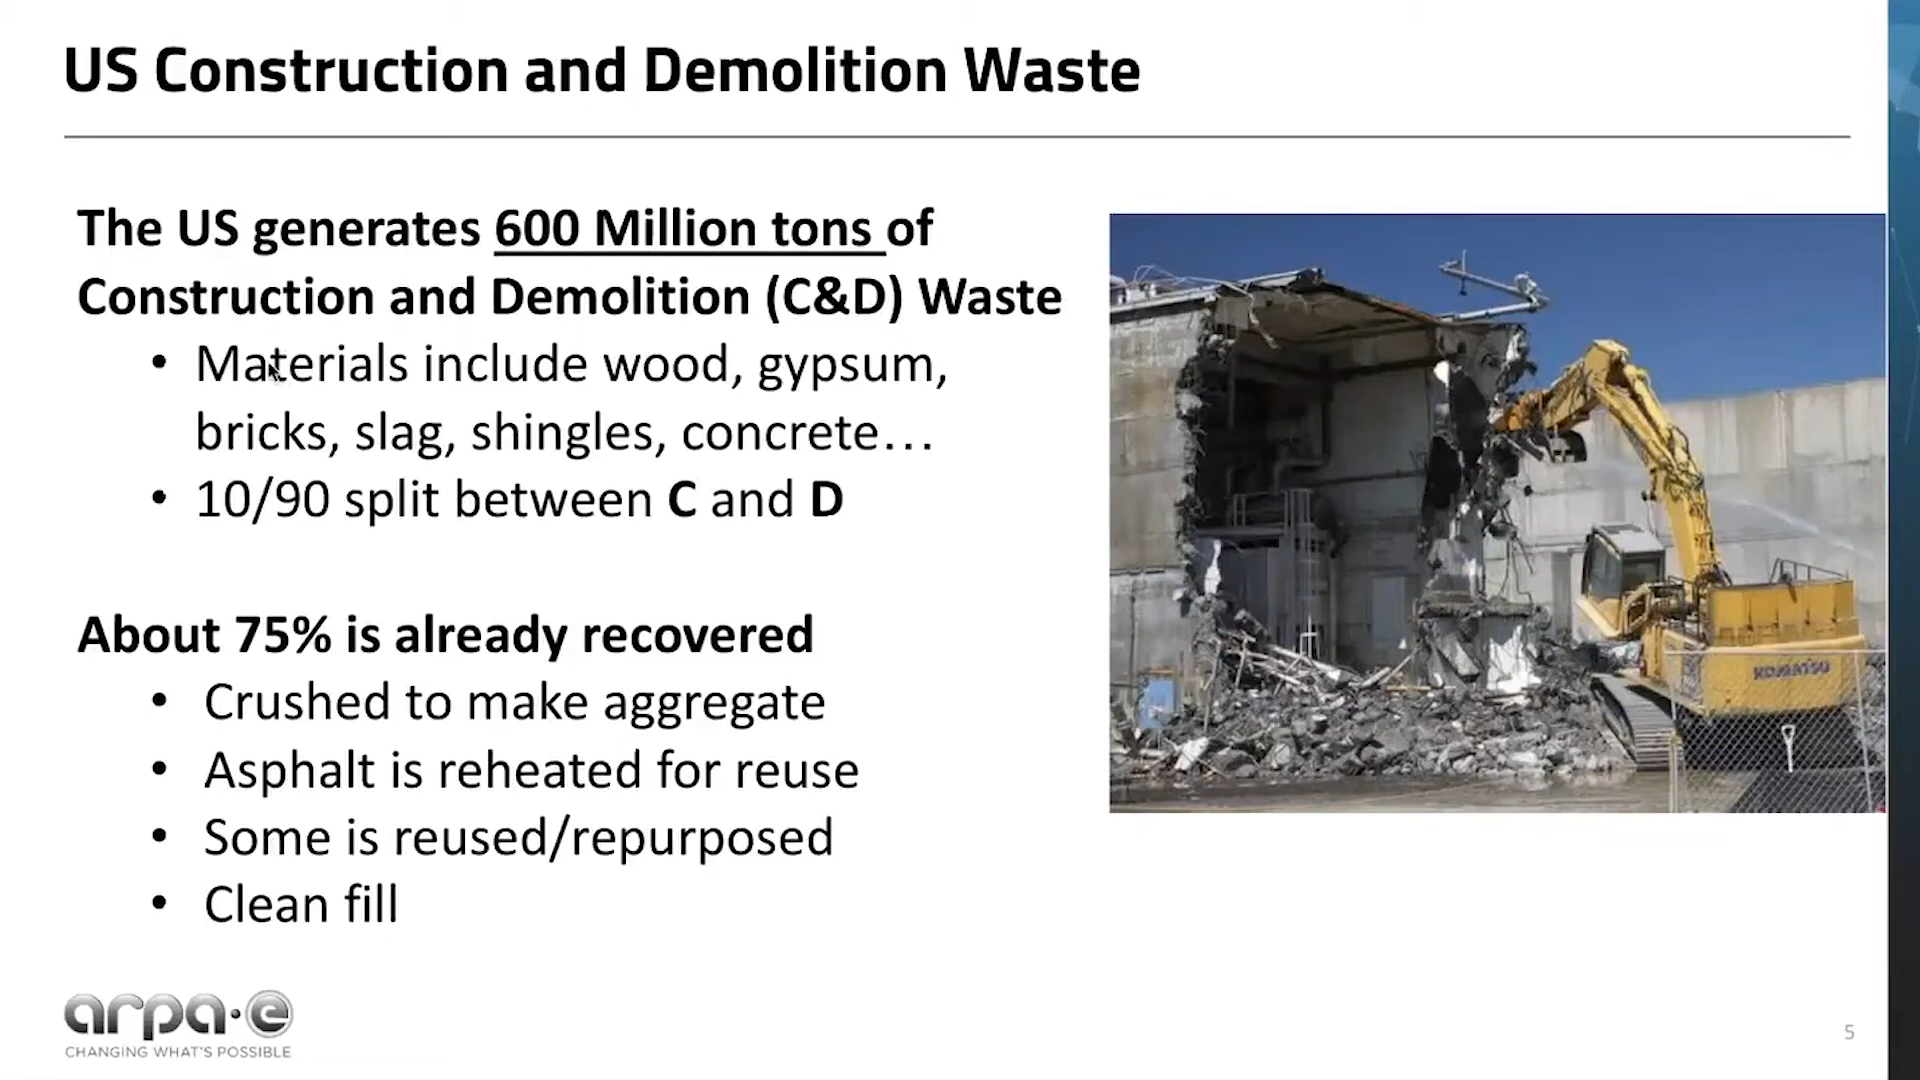 US Construction and Demolition Waste
The US generates 600 Million tons of
Construction and Demolition (C&D) Waste
• Materials include wood, gypsum,
bricks, slag, shingles, concrete…
• 10/90 split between C and D
About 75% is already recovered
• Crushed to make aggregate
• Asphalt is reheated for reuse
• Some is reused/repurposed
• Clean fill
KOMATSU
arpa·e
CHANGING WHAT'S POSSIBLE
5